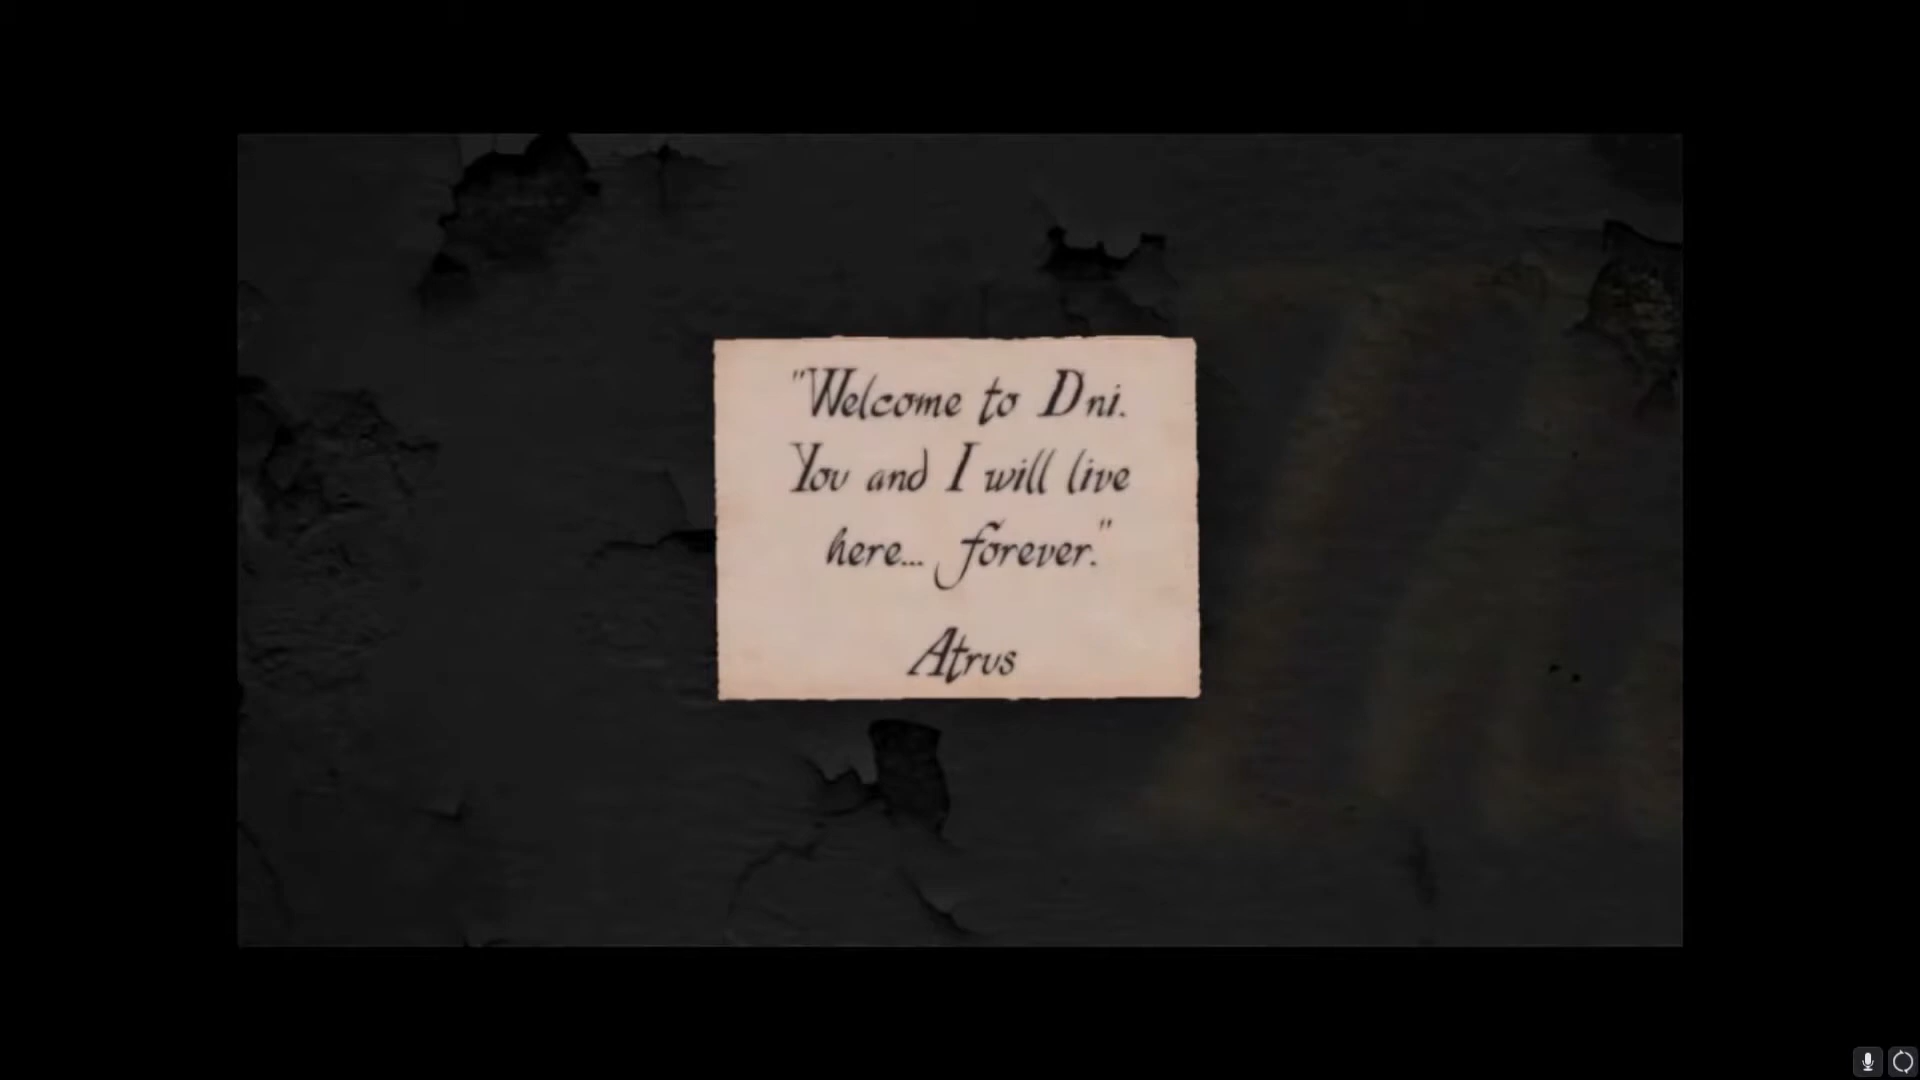 "Welcome to Dni.
You and I will live
here... forever."
Atrus